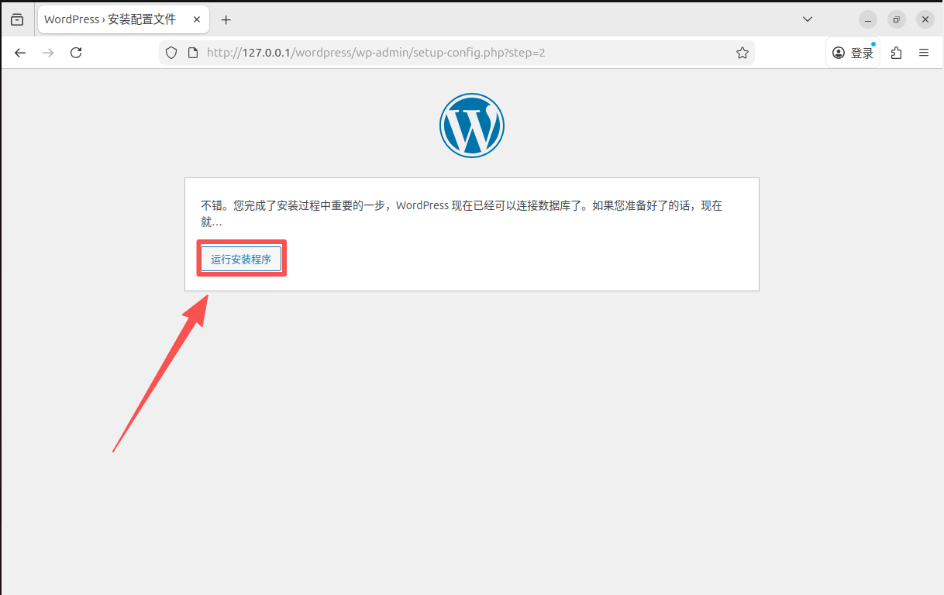 WordPress › 安装配置文件
http://127.0.0.1/wordpress/wp-admin/setup-config.php?step=2
登录
不错。您完成了安装过程中重要的一步，WordPress 现在已经可以连接数据库了。如果您准备好了的话，现在
就…
运行安装程序